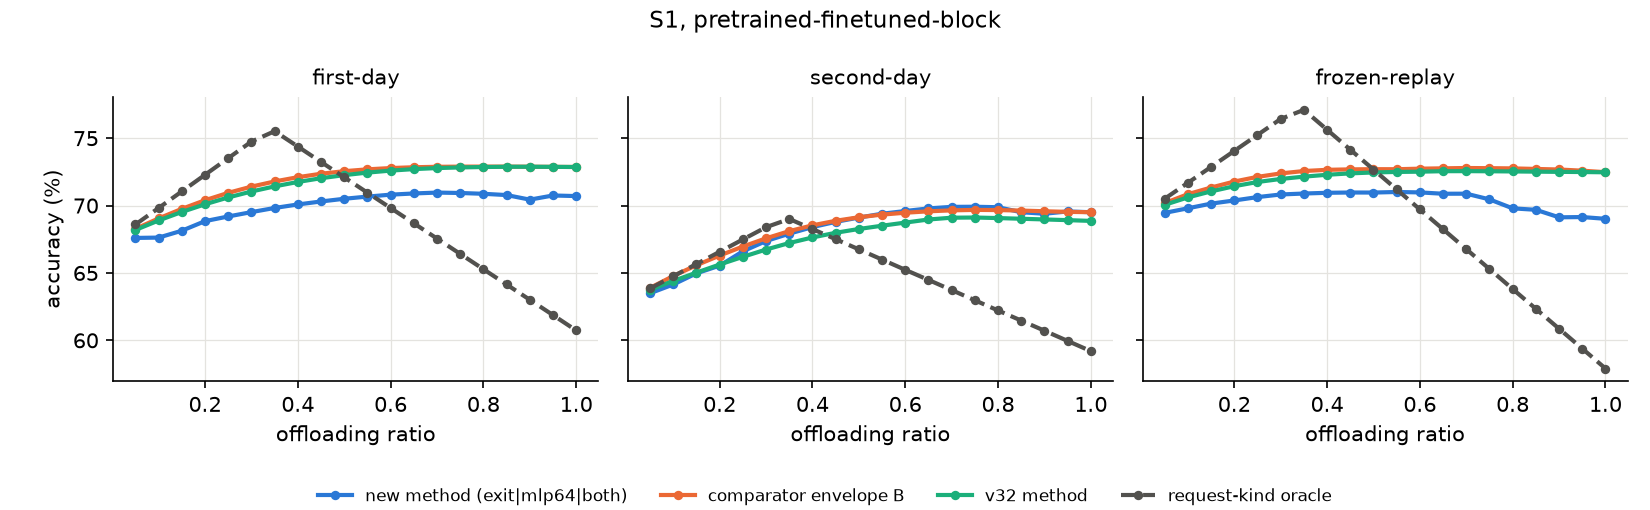 S1, pretrained-finetuned-block
first-day
second-day
frozen-replay
accuracy (%)
75
70
65
60
0.2 0.4 0.6 0.8 1.0
0.2 0.4 0.6 0.8 1.0
0.2 0.4 0.6 0.8 1.0
offloading ratio
offloading ratio
offloading ratio
new method (exit|mlp64|both)
comparator envelope B
v32 method
request-kind oracle